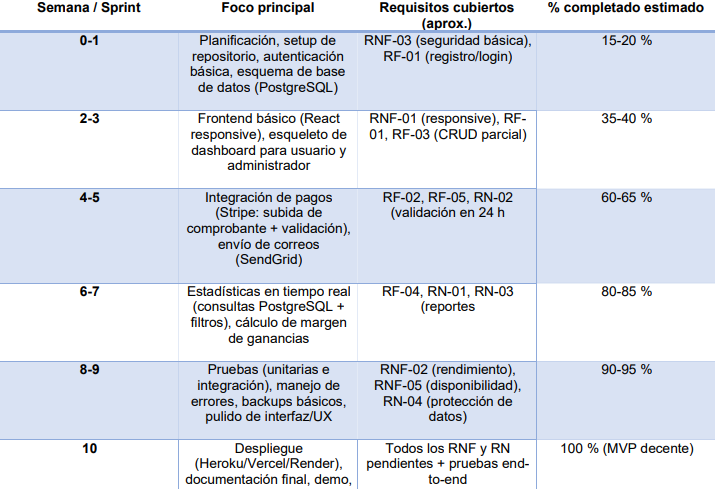 Semana / Sprint
Foco principal
Requisitos cubiertos
(aprox.)
% completado estimado
0-1
Planificación, setup de
repositorio, autenticación
básica, esquema de base
de datos (PostgreSQL)
RNF-03 (seguridad básica),
RF-01 (registro/login)
15-20 %
2-3
Frontend básico (React
responsive), esqueleto de
dashboard para usuario y
administrador
RNF-01 (responsive), RF-
01, RF-03 (CRUD parcial)
35-40 %
4-5
Integración de pagos
(Stripe: subida de
comprobante + validación),
envío de correos
(SendGrid)
RF-02, RF-05, RN-02
(validación en 24 h
60-65 %
6-7
Estadísticas en tiempo real
(consultas PostgreSQL +
filtros), cálculo de margen
de ganancias
RF-04, RN-01, RN-03
(reportes
80-85 %
8-9
Pruebas (unitarias e
integración), manejo de
errores, backups básicos,
pulido de interfaz/UX
RNF-02 (rendimiento),
RNF-05 (disponibilidad),
RN-04 (protección de
datos)
90-95 %
10
Despliegue
(Heroku/Vercel/Render),
documentación final, demo,
Todos los RNF y RN
pendientes + pruebas end-
to-end
100 % (MVP decente)